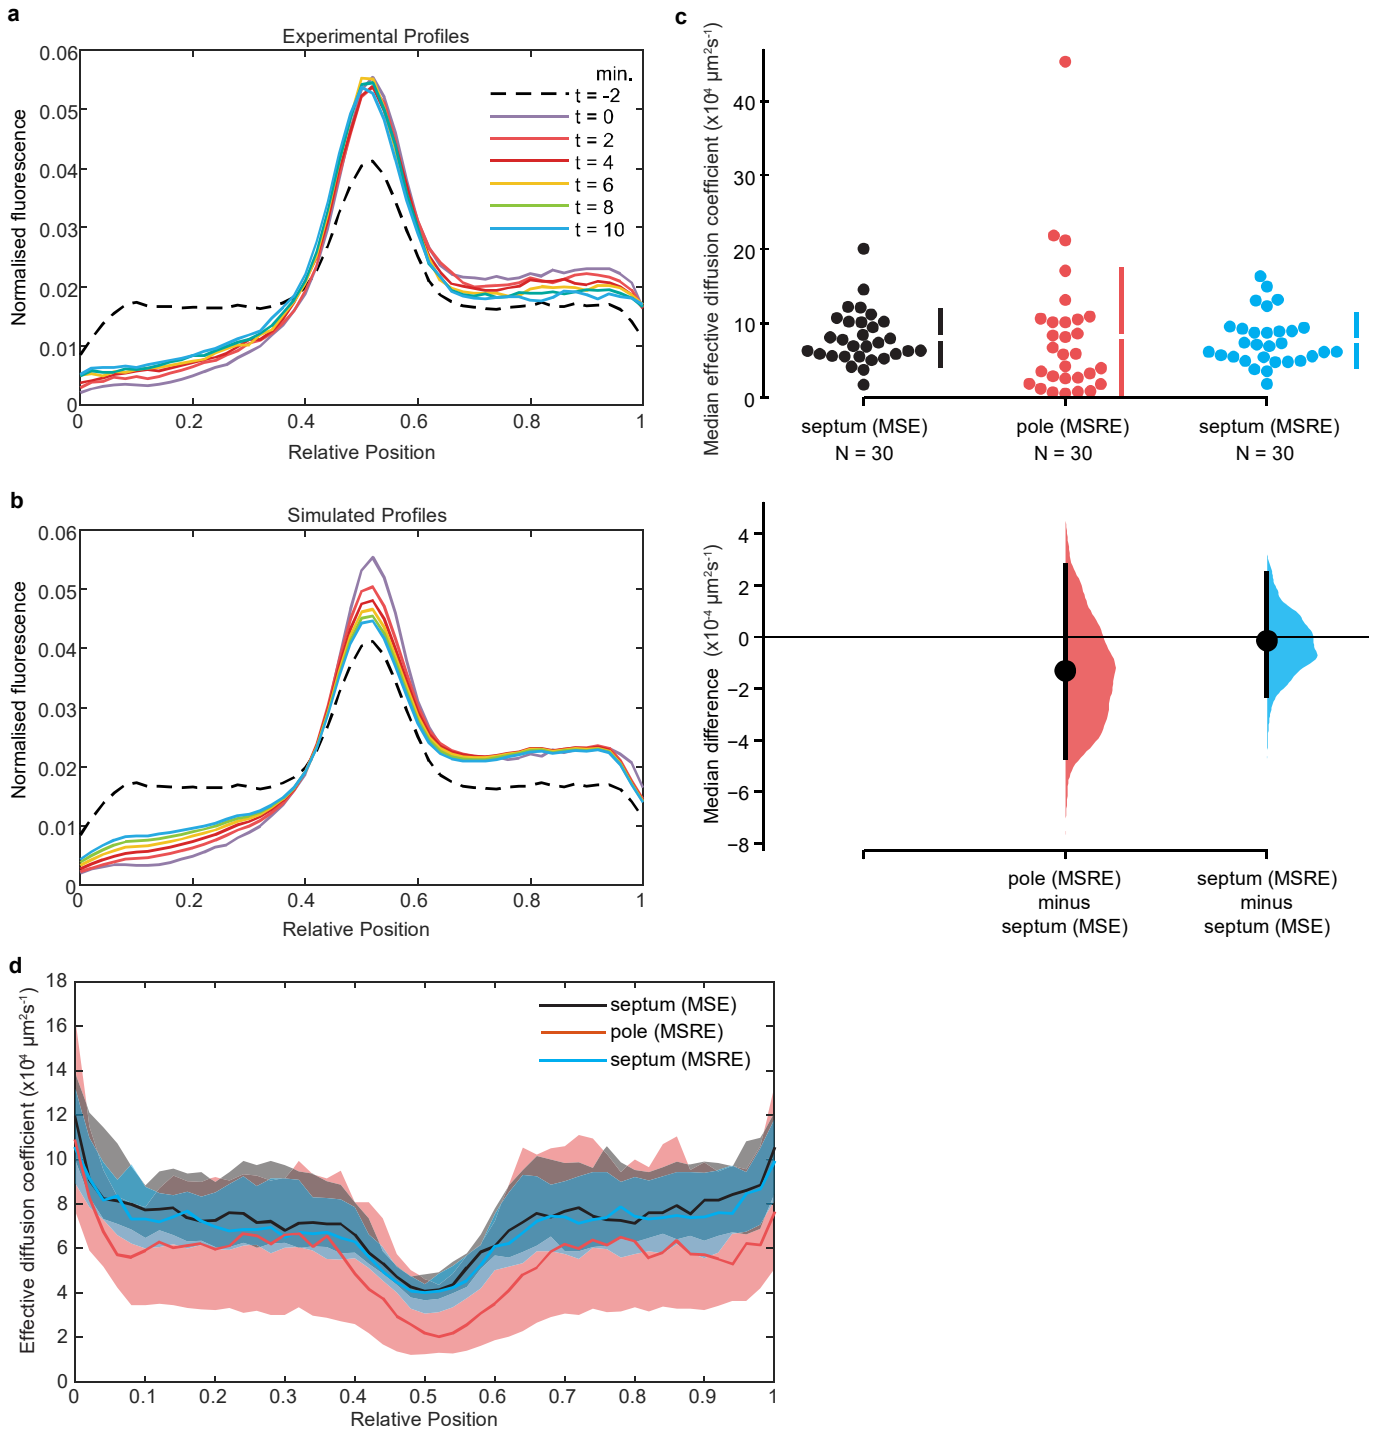 a
Experimental Profiles
Normalised fluorescence
0.06
0.05
0.04
0.03
0.02
0.01
0
min.
t = -2
t = 0
t = 2
t = 4
t = 6
t = 8
t = 10
0 0.2 0.4 0.6 0.8 1
Relative Position
b
Simulated Profiles
Normalised fluorescence
0.06
0.05
0.04
0.03
0.02
0.01
0
0 0.2 0.4 0.6 0.8 1
Relative Position
c
Median effective diffusion coefficient (x10⁴ µm²s⁻¹)
40
30
20
10
0
septum (MSE) pole (MSRE) septum (MSRE)
N = 30 N = 30 N = 30
Median difference (x10⁻⁴ µm²s⁻¹)
4
2
0
−2
−4
−6
−8
pole (MSRE) septum (MSRE)
minus minus
septum (MSE) septum (MSE)
d
Effective diffusion coefficient (x10⁴ µm²s⁻¹)
18
16
14
12
10
8
6
4
2
0
septum (MSE)
pole (MSRE)
septum (MSRE)
0 0.1 0.2 0.3 0.4 0.5 0.6 0.7 0.8 0.9 1
Relative Position